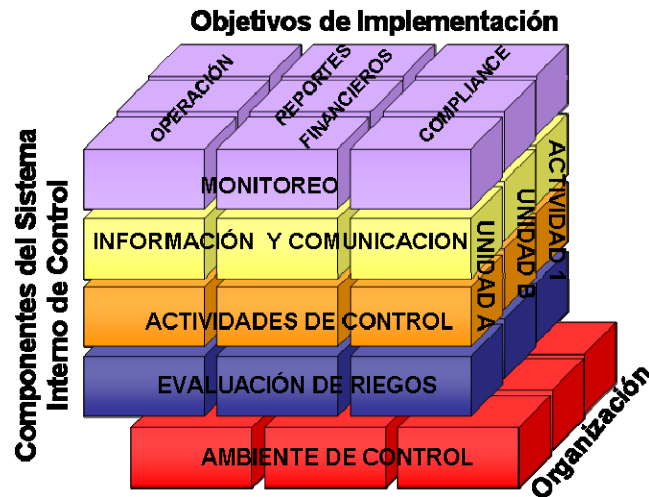 Objetivos de Implementación
OPERACIÓN
REPORTES
FINANCIEROS
COMPLIANCE
Componentes del Sistema
Interno de Control
MONITOREO
INFORMACIÓN Y COMUNICACION
ACTIVIDADES DE CONTROL
EVALUACIÓN DE RIEGOS
AMBIENTE DE CONTROL
UNIDAD A
UNIDAD B
ACTIVIDAD 1
Organización